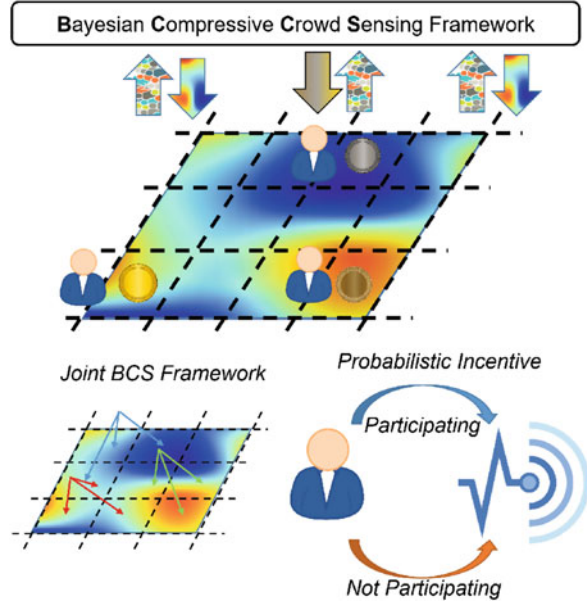 Bayesian Compressive Crowd Sensing Framework
Joint BCS Framework
Probabilistic Incentive
Participating
Not Participating